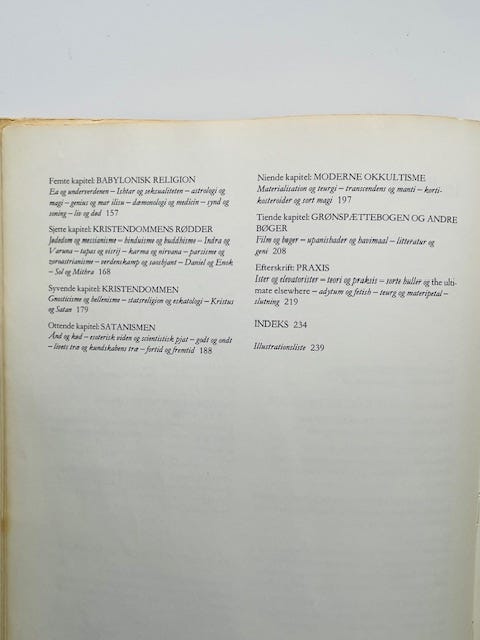 Femte kapitel: BABYLONISK RELIGION
Ea og underverdenen – Ishtar og seksualiteten – astrologi og
magi – genius og mar ilisu – dæmonologi og medicin – synd og
soning – liv og død 157
Sjette kapitel: KRISTENDOMMENS RØDDER
Jødedom og messianisme – hinduisme og buddhisme – Indra og
Varuna – tapas og visirij – karma og nirvana – parsisme og
zoroastrianisme – verdenskamp og saoshjant – Daniel og Enok
– Sol og Mithra 168
Syvende kapitel: KRISTENDOMMEN
Gnosticisme og hellenisme – statsreligion og eskatologi – Kristus
og Satan 179
Ottende kapitel: SATANISMEN
Ånd og kød – esoterisk viden og scientistisk pjat – godt og ondt
– livets træ og kundskabens træ – fortid og fremtid 188
Niende kapitel: MODERNE OKKULTISME
Materialisation og teurgi – transcendens og manti – korti-
kosteroider og sort magi 197
Tiende kapitel: GRØNSPÆTTEBOGEN OG ANDRE
BØGER
Film og bøger – upanishader og havimaal – litteratur og
geni 208
Efterskrift: PRAXIS
Ister og elevatorister – teori og praksis – sorte huller og the ulti-
mate elsewhere – adytum og fetish – teurg og materipetal –
slutning 219
INDEKS 234
Illustrationsliste 239